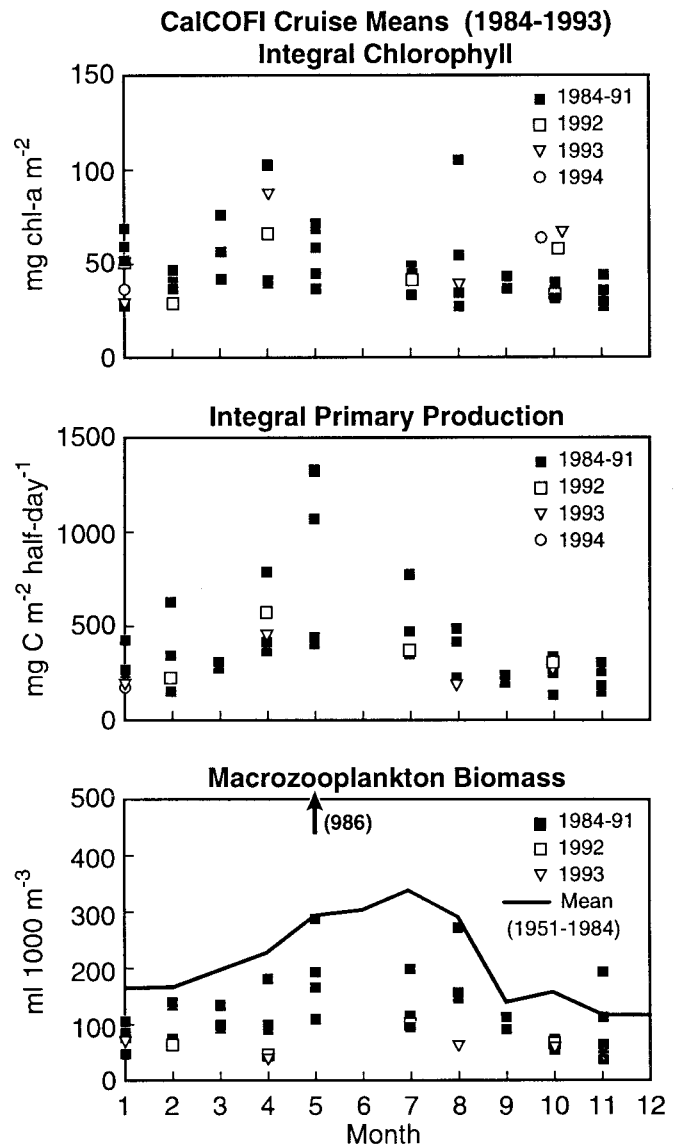 CalCOFI Cruise Means (1984-1993)
Integral Chlorophyll
150
100
50
0
mg chl-a m-2
1984-91
1992
1993
1994
Integral Primary Production
1500
1000
500
0
mg C m-2 half-day-1
1984-91
1992
1993
1994
Macrozooplankton Biomass
500
400
300
200
100
0
ml 1000 m-3
(986)
1984-91
1992
1993
Mean
(1951-1984)
1 2 3 4 5 6 7 8 9 10 11 12
Month